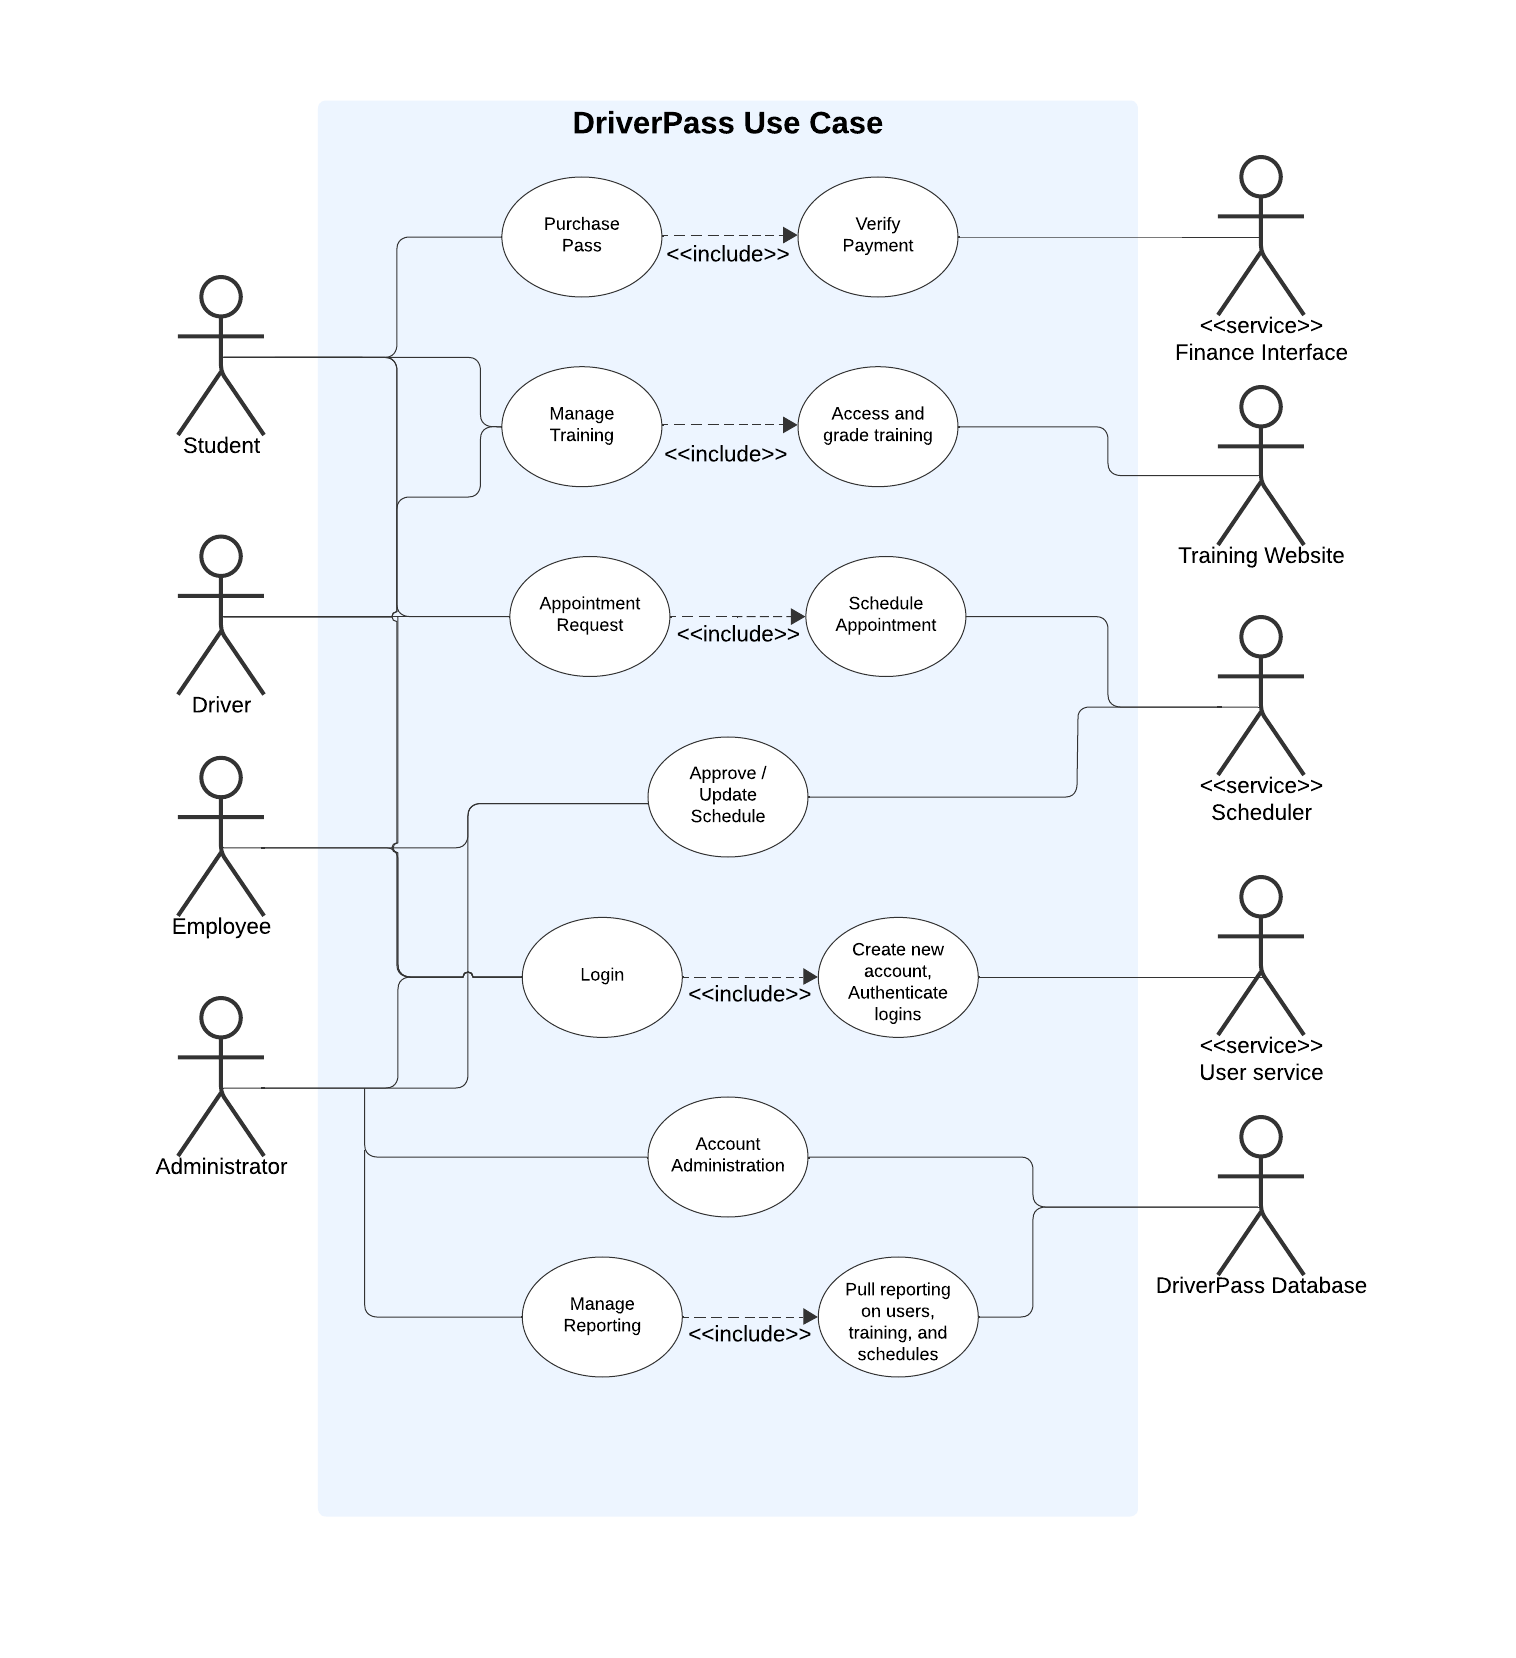 DriverPass Use Case
Purchase
Pass
<<include>>
Verify
Payment
<<service>>
Finance Interface
Student
Manage
Training
<<include>>
Access and
grade training
Training Website
Driver
Appointment
Request
<<include>>
Schedule
Appointment
<<service>>
Scheduler
Approve /
Update
Schedule
Employee
Login
<<include>>
Create new
account,
Authenticate
logins
<<service>>
User service
Administrator
Account
Administration
DriverPass Database
Manage
Reporting
<<include>>
Pull reporting
on users,
training, and
schedules